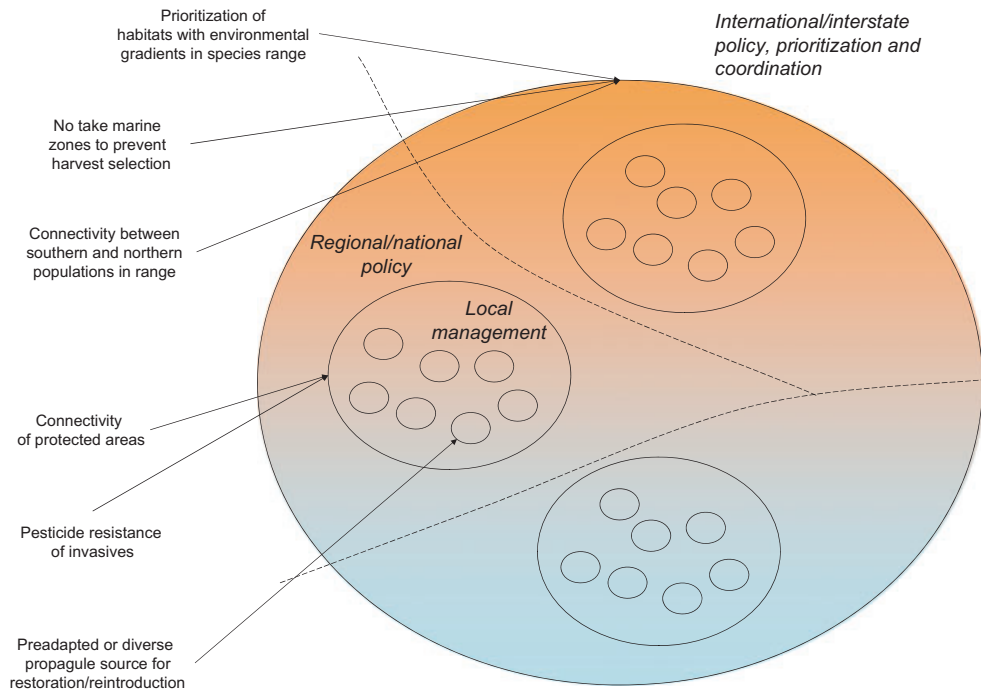 Prioritization of
habitats with environmental
gradients in species range
International/interstate
policy, prioritization and
coordination
No take marine
zones to prevent
harvest selection
Connectivity between
southern and northern
populations in range
Regional/national
policy
Local
management
Connectivity
of protected areas
Pesticide resistance
of invasives
Preadapted or diverse
propagule source for
restoration/reintroduction